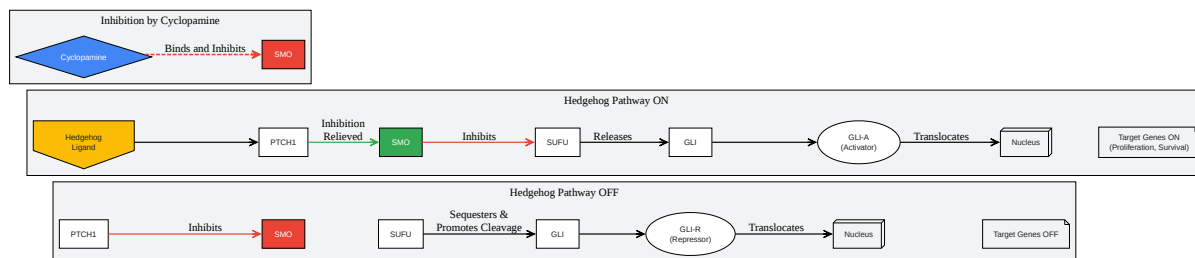 Inhibition by Cyclopamine
Cyclopamine
Binds and Inhibits
SMO
Hedgehog Pathway ON
Hedgehog
Ligand
PTCH1
Inhibition
Relieved
SMO
Inhibits
SUFU
Releases
GLI
GLI-A
(Activator)
Translocates
Nucleus
Target Genes ON
(Proliferation, Survival)
Hedgehog Pathway OFF
PTCH1
Inhibits
SMO
SUFU
Sequesters &
Promotes Cleavage
GLI
GLI-R
(Repressor)
Translocates
Nucleus
Target Genes OFF